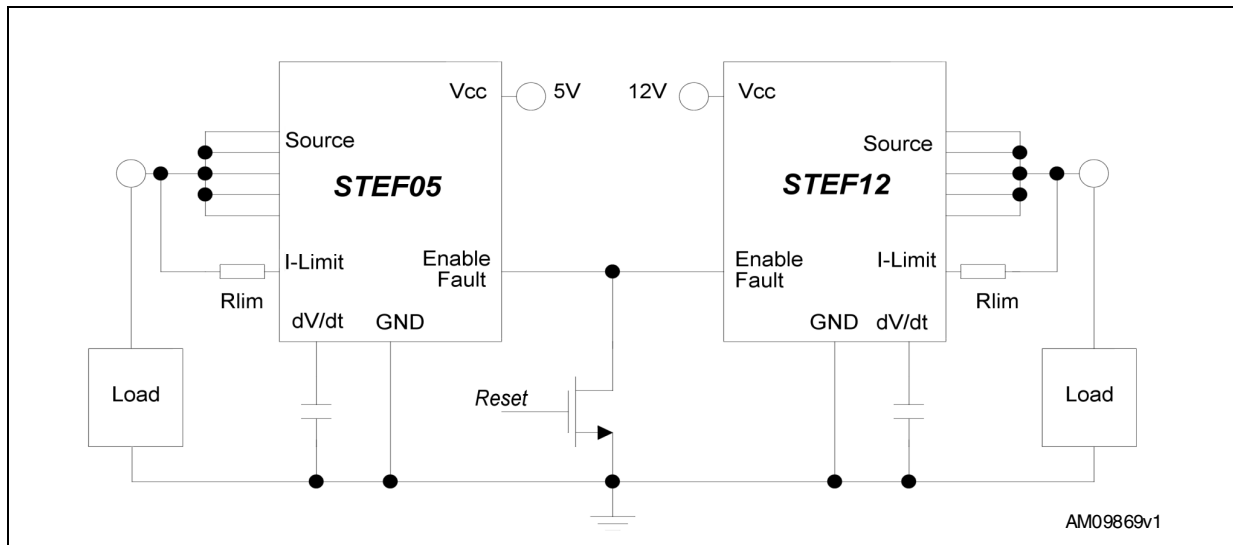 Vcc
5V
12V
Vcc
Source
Source
STEF05
STEF12
I-Limit
Enable
Fault
Enable
Fault
I-Limit
Rlim
Rlim
dV/dt
GND
GND
dV/dt
Load
Reset
Load
AM09869v1